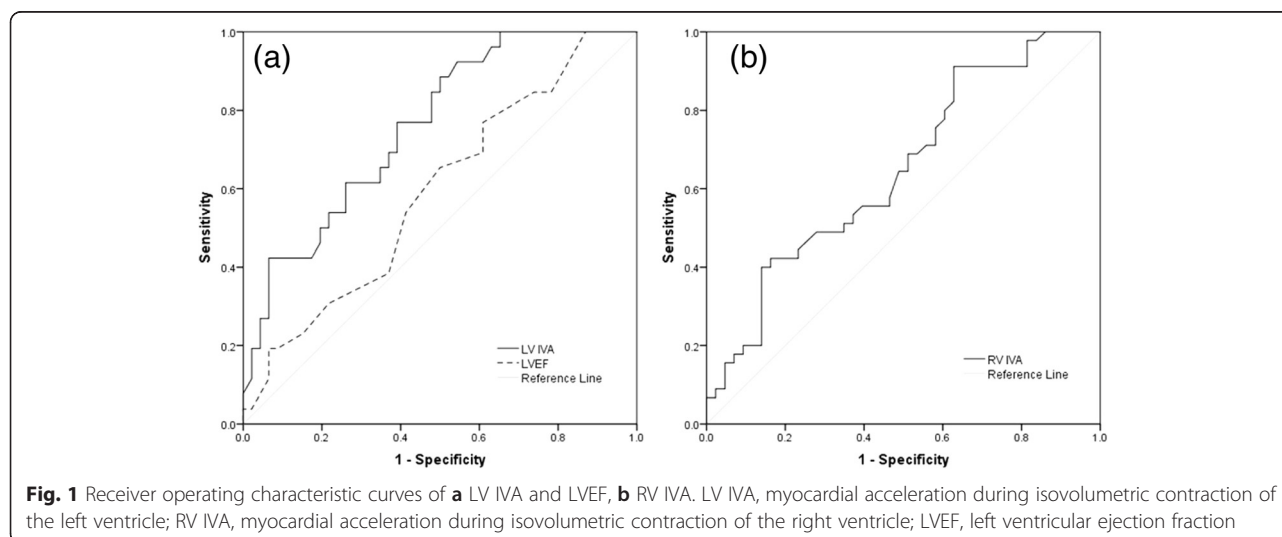 (a)
1.0
0.8
0.6
0.4
0.2
0.0
Sensitivity
0.0
0.2
0.4
0.6
0.8
1.0
1 - Specificity
LV IVA
LVEF
Reference Line
(b)
1.0
0.8
0.6
0.4
0.2
0.0
Sensitivity
0.0
0.2
0.4
0.6
0.8
1.0
1 - Specificity
RV IVA
Reference Line
Fig. 1 Receiver operating characteristic curves of a LV IVA and LVEF, b RV IVA. LV IVA, myocardial acceleration during isovolumetric contraction of
the left ventricle; RV IVA, myocardial acceleration during isovolumetric contraction of the right ventricle; LVEF, left ventricular ejection fraction